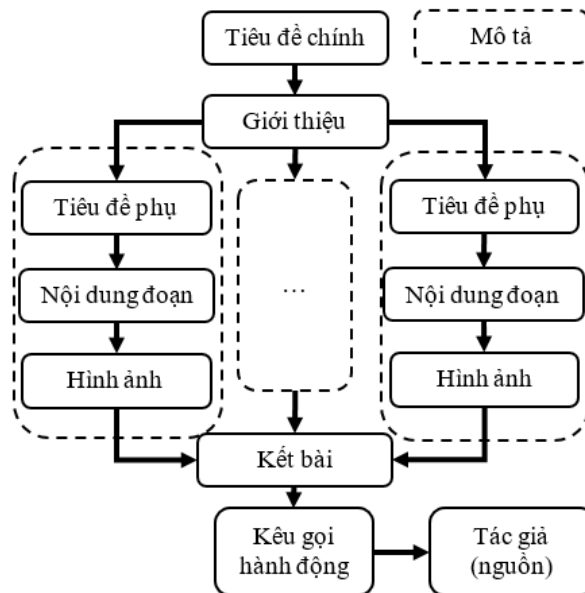 Tiêu đề chính
Mô tả
Giới thiệu
Tiêu đề phụ
Nội dung đoạn
Hình ảnh
...
Tiêu đề phụ
Nội dung đoạn
Hình ảnh
Kết bài
Kêu gọi
hành động
Tác giả
(nguồn)